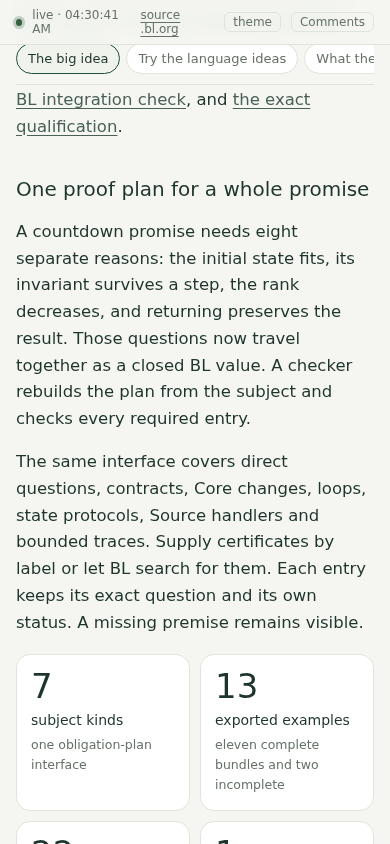 live · 04:30:41 AM
source.bl.org
theme
Comments
The big idea
Try the language ideas
What the
BL integration check, and the exact
qualification.
One proof plan for a whole promise
A countdown promise needs eight
separate reasons: the initial state fits, its
invariant survives a step, the rank
decreases, and returning preserves the
result. Those questions now travel
together as a closed BL value. A checker
rebuilds the plan from the subject and
checks every required entry.
The same interface covers direct
questions, contracts, Core changes, loops,
state protocols, Source handlers and
bounded traces. Supply certificates by
label or let BL search for them. Each entry
keeps its exact question and its own
status. A missing premise remains visible.
7
subject kinds
one obligation-plan
interface
13
exported examples
eleven complete
bundles and two
incomplete